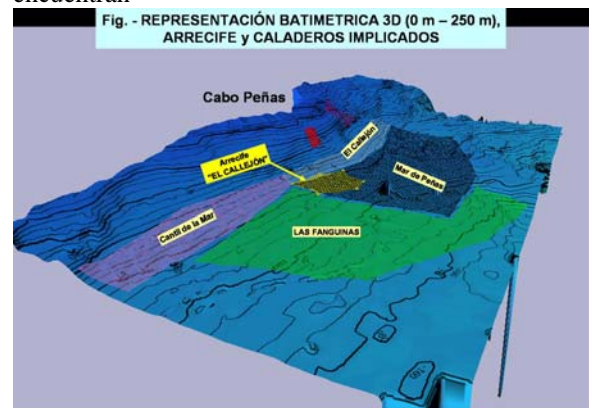 Fig. - REPRESENTACIÓN BATIMETRICA 3D (0 m – 250 m),
ARRECIFE y CALADEROS IMPLICADOS
Cabo Peñas
El Callejón
Arrecife
"EL CALLEJÓN"
Mar de Peñas
Cantil de la Mar
LAS FANGUINAS